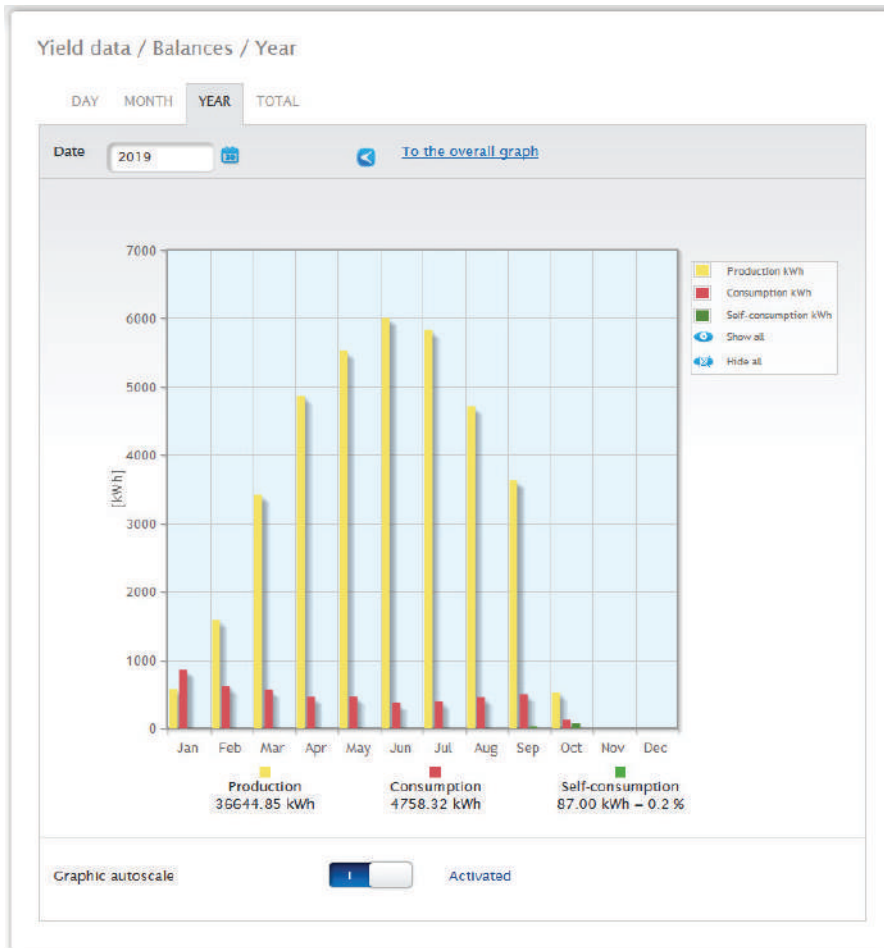 Yield data / Balances / Year
DAY MONTH YEAR TOTAL
Date 2019 To the overall graph
7000
6000
5000
4000
3000
2000
1000
0
[kWh]
Production kWh
Consumption kWh
Self-consumption kWh
Show all
Hide all
Jan Feb Mar Apr May Jun Jul Aug Sep Oct Nov Dec
Production Consumption Self-consumption
36644.85 kWh 4758.32 kWh 87.00 kWh – 0.2 %
Graphic autoscale I Activated